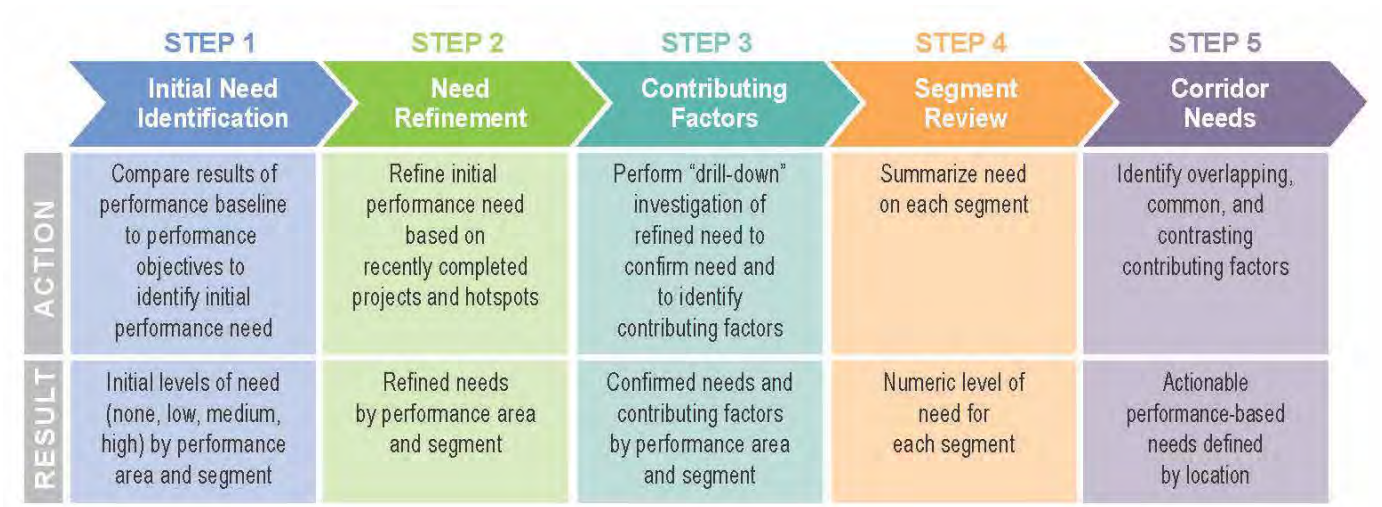 STEP 1
STEP 2
STEP 3
STEP 4
STEP 5
Initial Need
Identification
Need
Refinement
Contributing
Factors
Segment
Review
Corridor
Needs
ACTION
Compare results of
performance baseline
to performance
objectives to
identify initial
performance need
Refine initial
performance need
based on
recently completed
projects and hotspots
Perform “drill-down”
investigation of
refined need to
confirm need and
to identify
contributing factors
Summarize need
on each segment
Identify overlapping,
common, and
contrasting
contributing factors
RESULT
Initial levels of need
(none, low, medium,
high) by performance
area and segment
Refined needs
by performance area
and segment
Confirmed needs and
contributing factors
by performance area
and segment
Numeric level of
need for
each segment
Actionable
performance-based
needs defined
by location